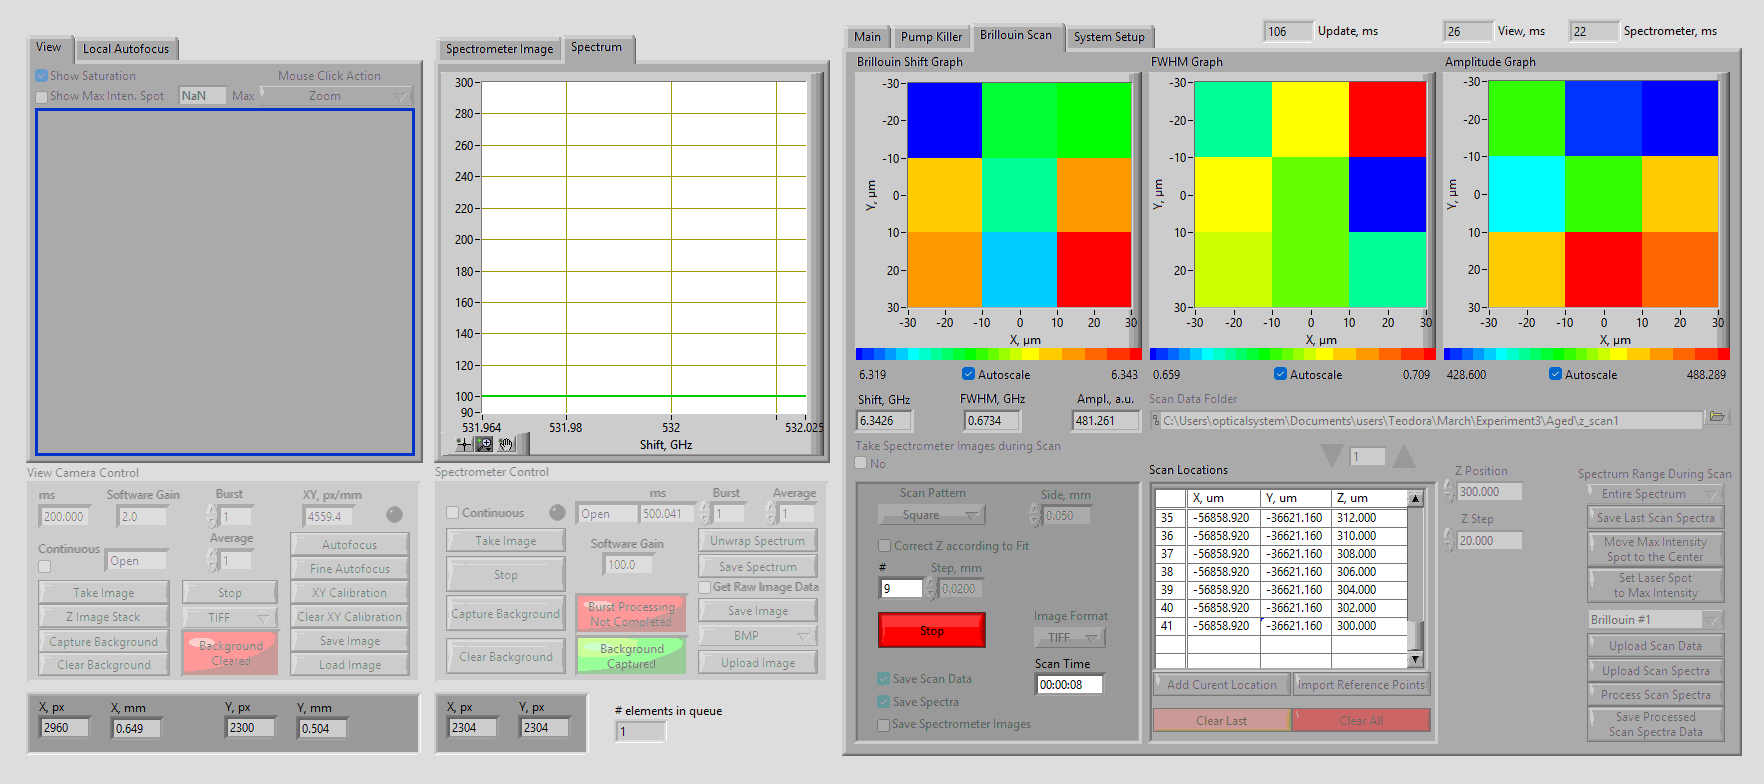 View
Local Autofocus
Show Saturation
Mouse Click Action
Show Max Inten. Spot
NaN
Max
Zoom
View Camera Control
ms
Software Gain
Burst
XY, px/mm
200.000
2.0
1
4559.4
Average
Continuous
Open
1
Autofocus
Fine Autofocus
Take Image
Stop
XY Calibration
Z Image Stack
TIFF
Clear XY Calibration
Capture Background
Background
Cleared
Save Image
Clear Background
Load Image
X, px
X, mm
Y, px
Y, mm
2960
0.649
2300
0.504
Spectrometer Image
Spectrum
300
280
260
240
220
200
180
160
140
120
100
90
531.964
531.98
532
532.025
Shift, GHz
Spectrometer Control
ms
Burst
Average
Continuous
Open
500.041
1
1
Take Image
Software Gain
Unwrap Spectrum
Stop
100.0
Save Spectrum
Get Raw Image Data
Capture Background
Burst Processing
Not Completed
Save Image
BMP
Clear Background
Background
Captured
Upload Image
X, px
Y, px
2304
2304
# elements in queue
1
106
Update, ms
26
View, ms
22
Spectrometer, ms
Main
Pump Killer
Brillouin Scan
System Setup
Brillouin Shift Graph
-30
-20
-10
0
10
20
30
Y, µm
-30
-20
-10
0
10
20
30
X, µm
6.319
Autoscale
6.343
FWHM Graph
-30
-20
-10
0
10
20
30
Y, µm
-30
-20
-10
0
10
20
30
X, µm
0.659
Autoscale
0.709
Amplitude Graph
-30
-20
-10
0
10
20
30
Y, µm
-30
-20
-10
0
10
20
30
X, µm
428.600
Autoscale
488.289
Shift, GHz
FWHM, GHz
Ampl., a.u.
6.3426
0.6734
481.261
Scan Data Folder
C:\Users\opticalsystem\Documents\users\Teodora\March\Experiment3\Aged\z_scan1
Take Spectrometer Images during Scan
No
1
Scan Pattern
Side, mm
Square
0.050
Correct Z according to Fit
#
Step, mm
9
0.0200
Stop
Image Format
TIFF
Scan Time
00:00:08
Save Scan Data
Save Spectra
Save Spectrometer Images
Scan Locations
X, um Y, um Z, um
35 -56858.920 -36621.160 312.000
36 -56858.920 -36621.160 310.000
37 -56858.920 -36621.160 308.000
38 -56858.920 -36621.160 306.000
39 -56858.920 -36621.160 304.000
40 -56858.920 -36621.160 302.000
41 -56858.920 -36621.160 300.000
Add Curent Location
Import Reference Points
Clear Last
Clear All
Z Position
300.000
Z Step
20.000
Spectrum Range During Scan
Entire Spectrum
Save Last Scan Spectra
Move Max Intensity
Spot to the Center
Set Laser Spot
to Max Intensity
Brillouin #1
Upload Scan Data
Upload Scan Spectra
Process Scan Spectra
Save Processed
Scan Spectra Data